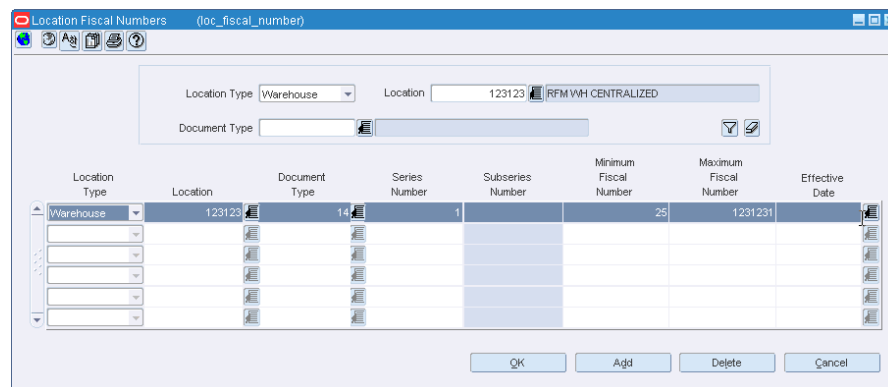 Location Fiscal Numbers (loc_fiscal_number)
Location Type Warehouse Location 123123 RFM WH CENTRALIZED
Document Type
Location Type Location Document Type Series Number Subseries Number Minimum Fiscal Number Maximum Fiscal Number Effective Date
Warehouse 123123 14 1 25 1231231
OK Add Delete Cancel